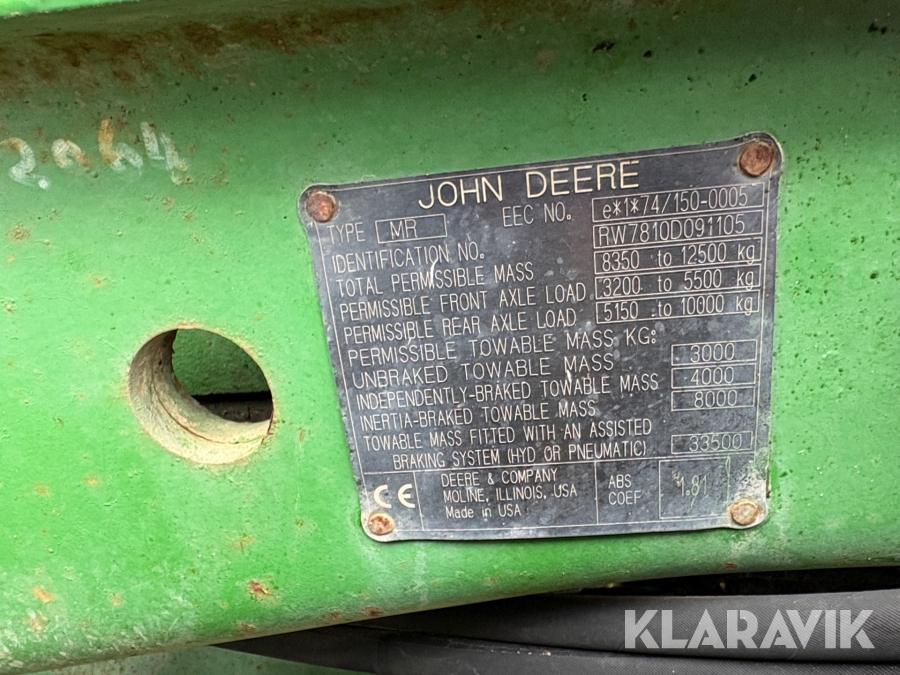 2064
JOHN DEERE
TYPE MR EEC NO. e*1*74/150-0005
IDENTIFICATION NO. RW7810D091105
TOTAL PERMISSIBLE MASS 8350 to 12500 kg
PERMISSIBLE FRONT AXLE LOAD 3200 to 5500 kg
PERMISSIBLE REAR AXLE LOAD 5150 to 10000 kg
PERMISSIBLE TOWABLE MASS KG:
UNBRAKED TOWABLE MASS 3000
INDEPENDENTLY-BRAKED TOWABLE MASS 4000
INERTIA-BRAKED TOWABLE MASS 8000
TOWABLE MASS FITTED WITH AN ASSISTED
BRAKING SYSTEM (HYD OR PNEUMATIC) 33500
CE
DEERE & COMPANY
MOLINE, ILLINOIS, USA
Made in USA
ABS
COEF
1.81
KLARAVIK